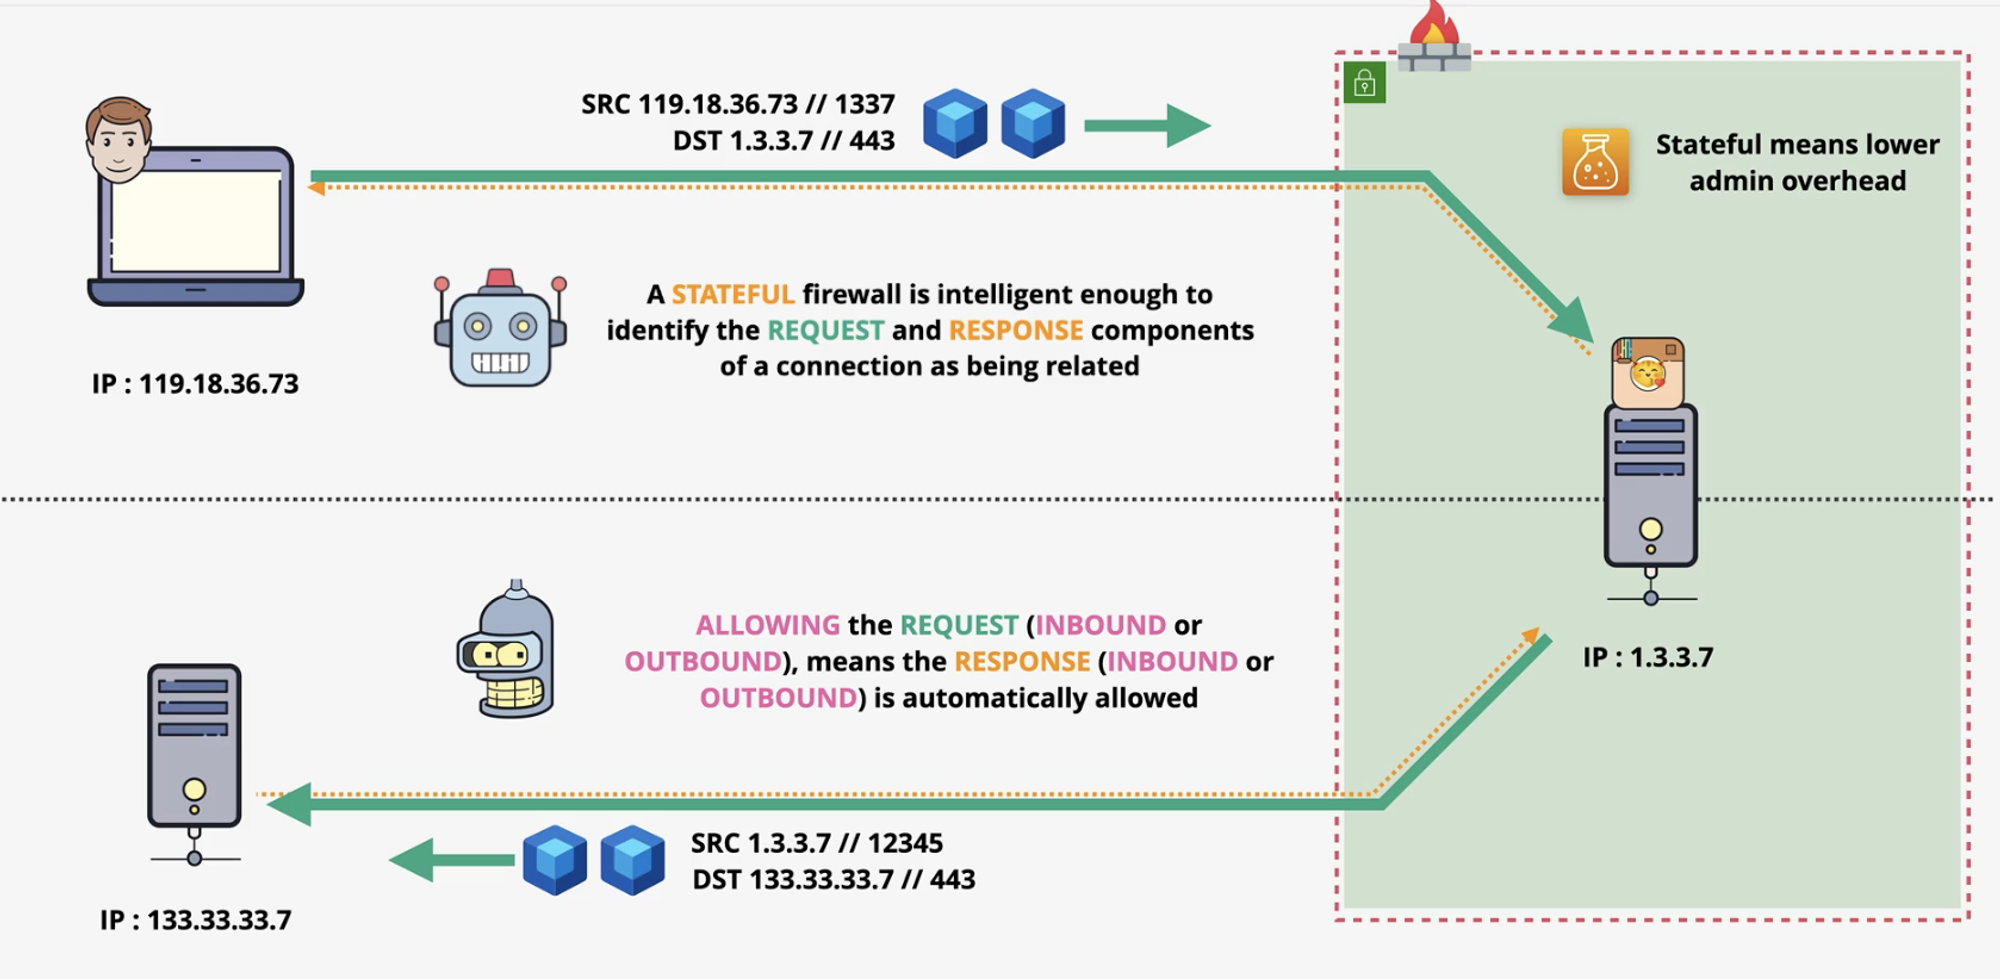 SRC 119.18.36.73 // 1337
DST 1.3.3.7 // 443
Stateful means lower
admin overhead
A STATEFUL firewall is intelligent enough to
identify the REQUEST and RESPONSE components
of a connection as being related
IP : 119.18.36.73
ALLOWING the REQUEST (INBOUND or
OUTBOUND), means the RESPONSE (INBOUND or
OUTBOUND) is automatically allowed
IP : 1.3.3.7
SRC 1.3.3.7 // 12345
DST 133.33.33.7 // 443
IP : 133.33.33.7